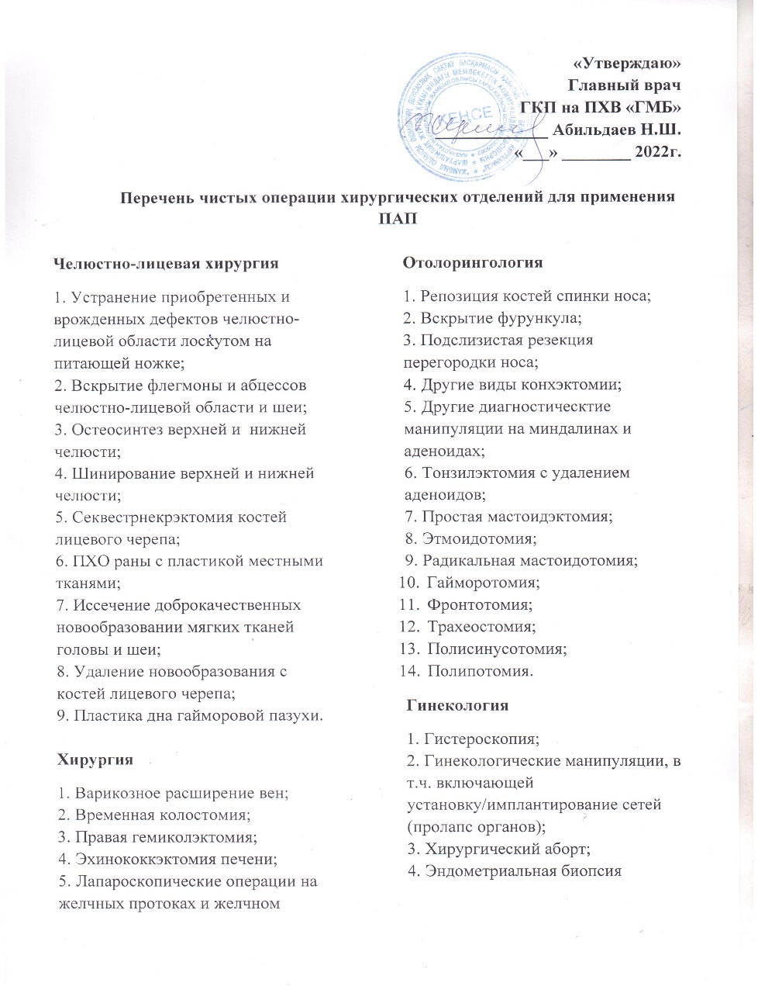 «Утверждаю»
Главный врач
ГКП на ПХВ «ГМБ»
_____________ Абильдаев Н.Ш.
«___» _________ 2022г.
КЕҢСЕ
Перечень чистых операции хирургических отделений для применения
ПАП
Челюстно-лицевая хирургия
1. Устранение приобретенных и
врожденных дефектов челюстно-
лицевой области лоскутом на
питающей ножке;
2. Вскрытие флегмоны и абцессов
челюстно-лицевой области и шеи;
3. Остеосинтез верхней и нижней
челюсти;
4. Шинирование верхней и нижней
челюсти;
5. Секвестрнекрэктомия костей
лицевого черепа;
6. ПХО раны с пластикой местными
тканями;
7. Иссечение доброкачественных
новообразовании мягких тканей
головы и шеи;
8. Удаление новообразования с
костей лицевого черепа;
9. Пластика дна гайморовой пазухи.
Хирургия
1. Варикозное расширение вен;
2. Временная колостомия;
3. Правая гемиколэктомия;
4. Эхинококкэктомия печени;
5. Лапароскопические операции на
желчных протоках и желчном
Отолорингология
1. Репозиция костей спинки носа;
2. Вскрытие фурункула;
3. Подслизистая резекция
перегородки носа;
4. Другие виды конхэктомии;
5. Другие диагностическтие
манипуляции на миндалинах и
аденоидах;
6. Тонзилэктомия с удалением
аденоидов;
7. Простая мастоидэктомия;
8. Этмоидотомия;
9. Радикальная мастоидотомия;
10. Гайморотомия;
11. Фронтотомия;
12. Трахеостомия;
13. Полисинусотомия;
14. Полипотомия.
Гинекология
1. Гистероскопия;
2. Гинекологические манипуляции, в
т.ч. включающей
установку/имплантирование сетей
(пролапс органов);
3. Хирургический аборт;
4. Эндометриальная биопсия